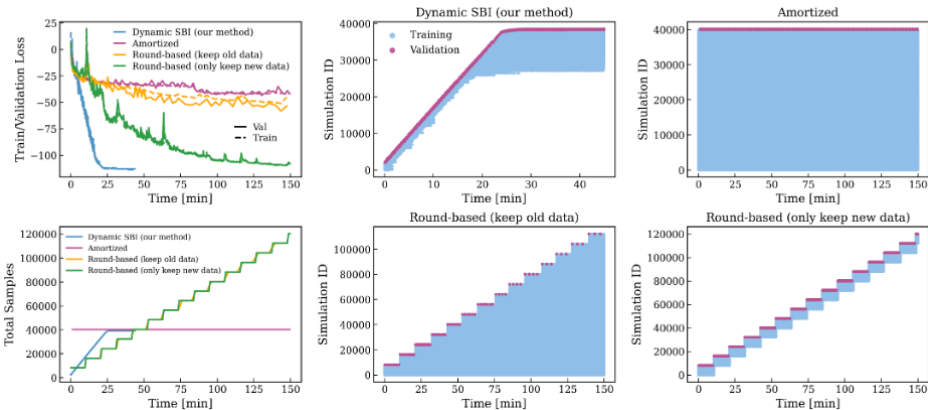 Dynamic SBI (our method)
Amortized
Round-based (keep old data)
Round-based (only keep new data)
Val
Train
Train/Validation Loss
25
0
−25
−50
−75
−100
0 25 50 75 100 125 150
Time [min]
Dynamic SBI (our method)
Training
Validation
Simulation ID
40000
30000
20000
10000
0
0 10 20 30 40
Time [min]
Amortized
Simulation ID
40000
30000
20000
10000
0
0 25 50 75 100 125 150
Time [min]
Dynamic SBI (our method)
Amortized
Round-based (keep old data)
Round-based (only keep new data)
Total Samples
120000
100000
80000
60000
40000
20000
0
0 25 50 75 100 125 150
Time [min]
Round-based (keep old data)
Simulation ID
100000
80000
60000
40000
20000
0
0 25 50 75 100 125 150
Time [min]
Round-based (only keep new data)
Simulation ID
120000
100000
80000
60000
40000
20000
0
0 25 50 75 100 125 150
Time [min]